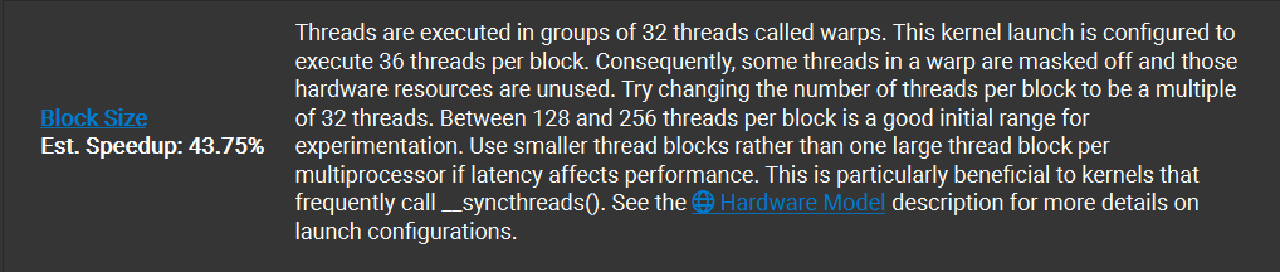 Block Size
Est. Speedup: 43.75%
Threads are executed in groups of 32 threads called warps. This kernel launch is configured to
execute 36 threads per block. Consequently, some threads in a warp are masked off and those
hardware resources are unused. Try changing the number of threads per block to be a multiple
of 32 threads. Between 128 and 256 threads per block is a good initial range for
experimentation. Use smaller thread blocks rather than one large thread block per
multiprocessor if latency affects performance. This is particularly beneficial to kernels that
frequently call __syncthreads(). See the Hardware Model description for more details on
launch configurations.